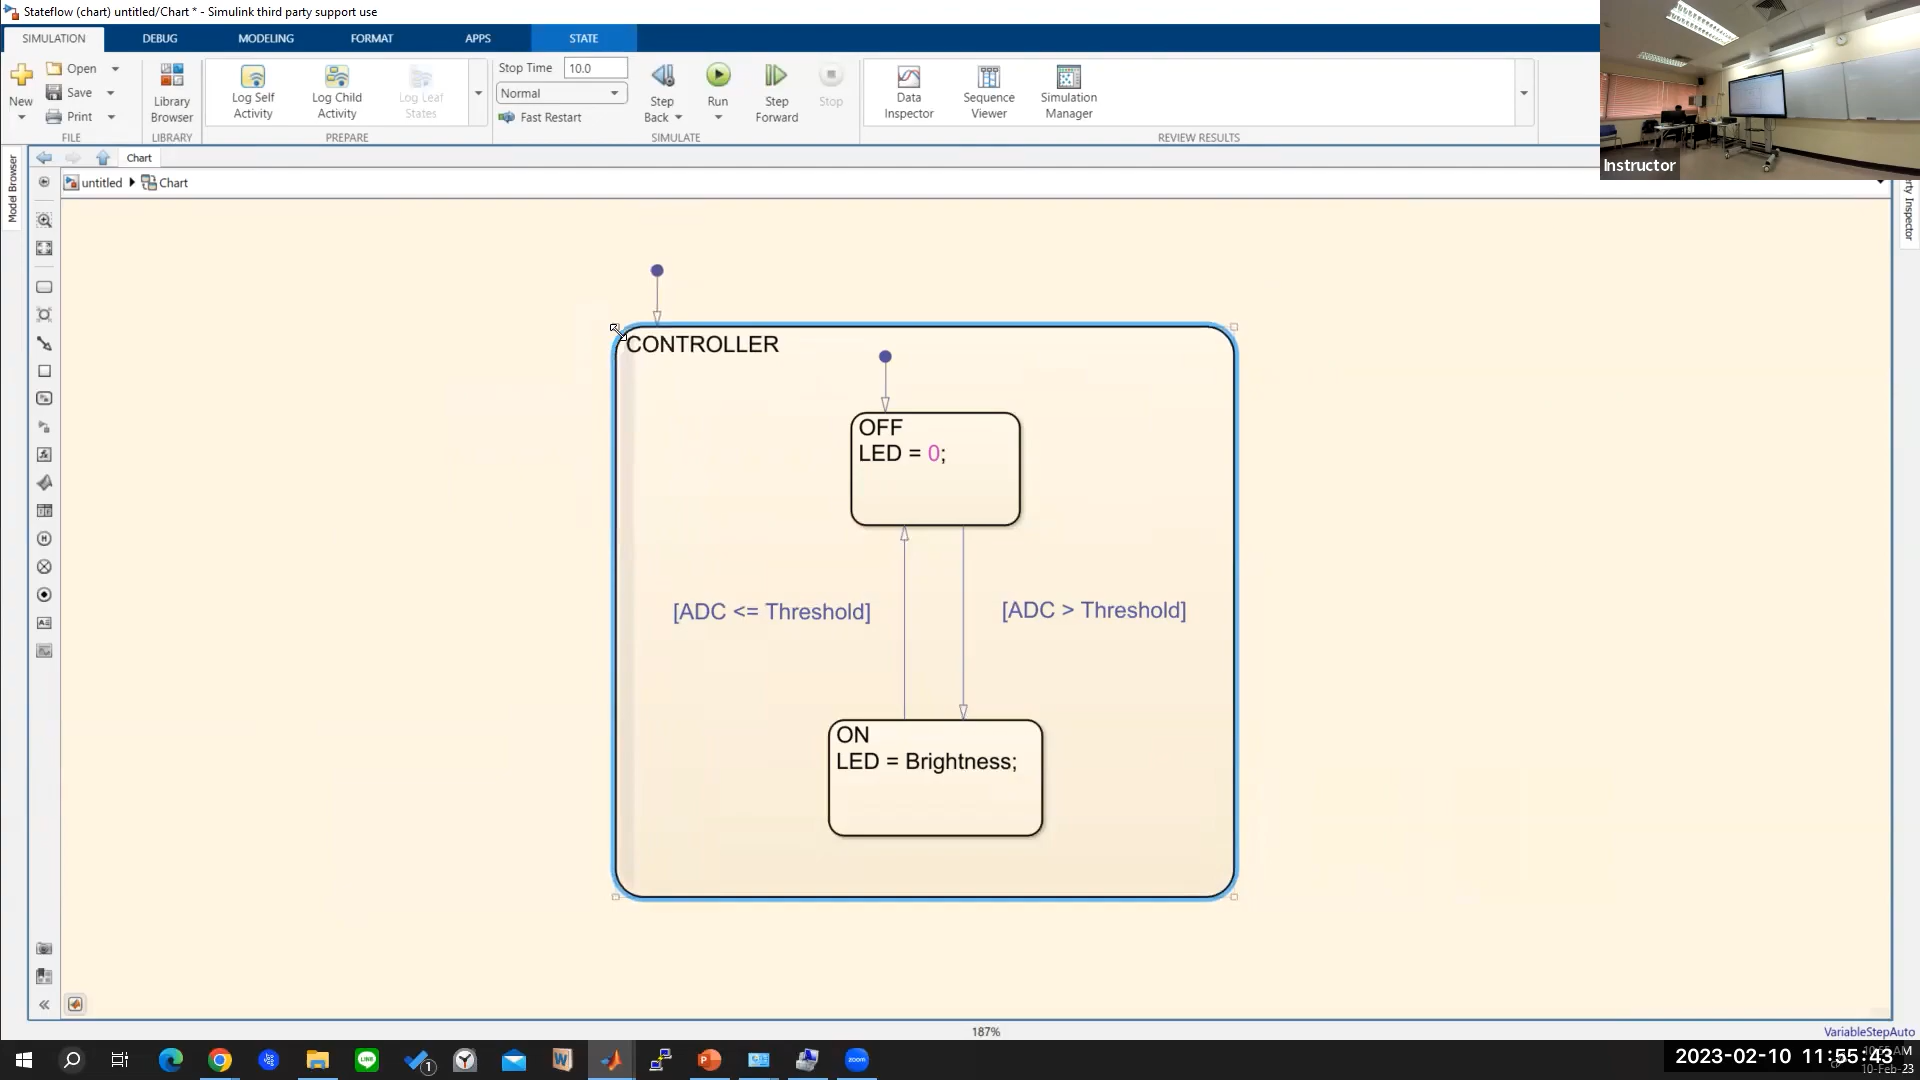 Stateflow (chart) untitled/Chart * - Simulink third party support use
SIMULATION DEBUG MODELING FORMAT APPS STATE
New
Open
Save
Print
FILE
Library Browser
LIBRARY
Log Self Activity
Log Child Activity
Log Leaf States
PREPARE
Stop Time 10.0
Normal
Fast Restart
Step Back
Run
Step Forward
Stop
SIMULATE
Data Inspector
Sequence Viewer
Simulation Manager
REVIEW RESULTS
Instructor
Model Browser
Chart
untitled Chart
CONTROLLER
OFF
LED = 0;
[ADC <= Threshold]
[ADC > Threshold]
ON
LED = Brightness;
187%
VariableStepAuto
2023-02-10 11:55:43
10-Feb-23